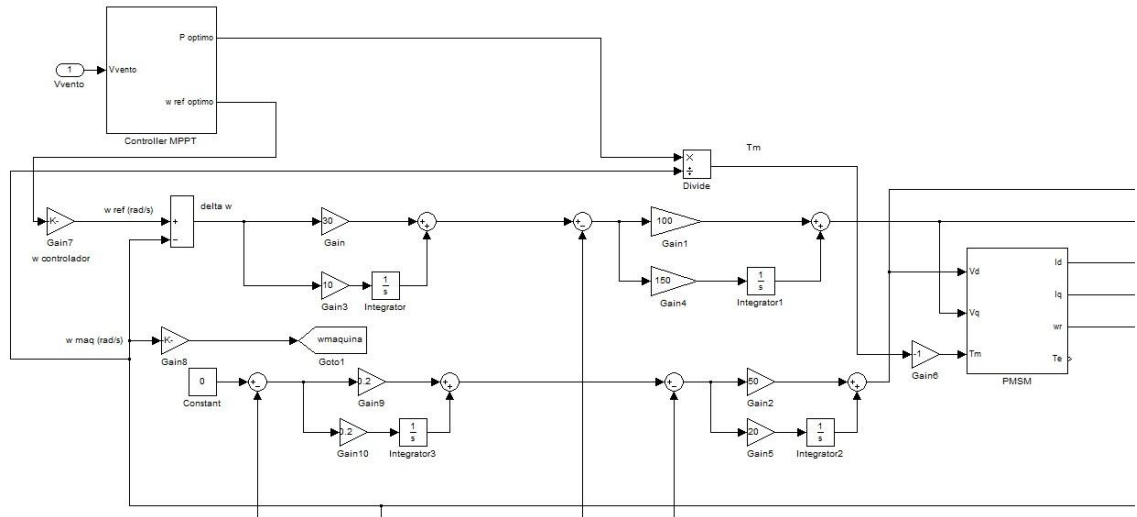 P optimo
1
Vvento
Vvento
w ref optimo
Controller MPPT
Tm
×
÷
Divide
w ref (rad/s)
delta w
-K-
+
−
30
100
Gain7
Gain
Gain1
w controlador
10
1
s
150
1
s
Gain3
Integrator
Gain4
Integrator1
Vd
Id
Vq
Iq
wr
w maq (rad/s)
-K-
wmaquina
Gain8
Goto1
-1
Tm
Te
Gain6
PMSM
0
Constant
0.2
50
Gain9
Gain2
0.2
1
s
20
1
s
Gain10
Integrator3
Gain5
Integrator2